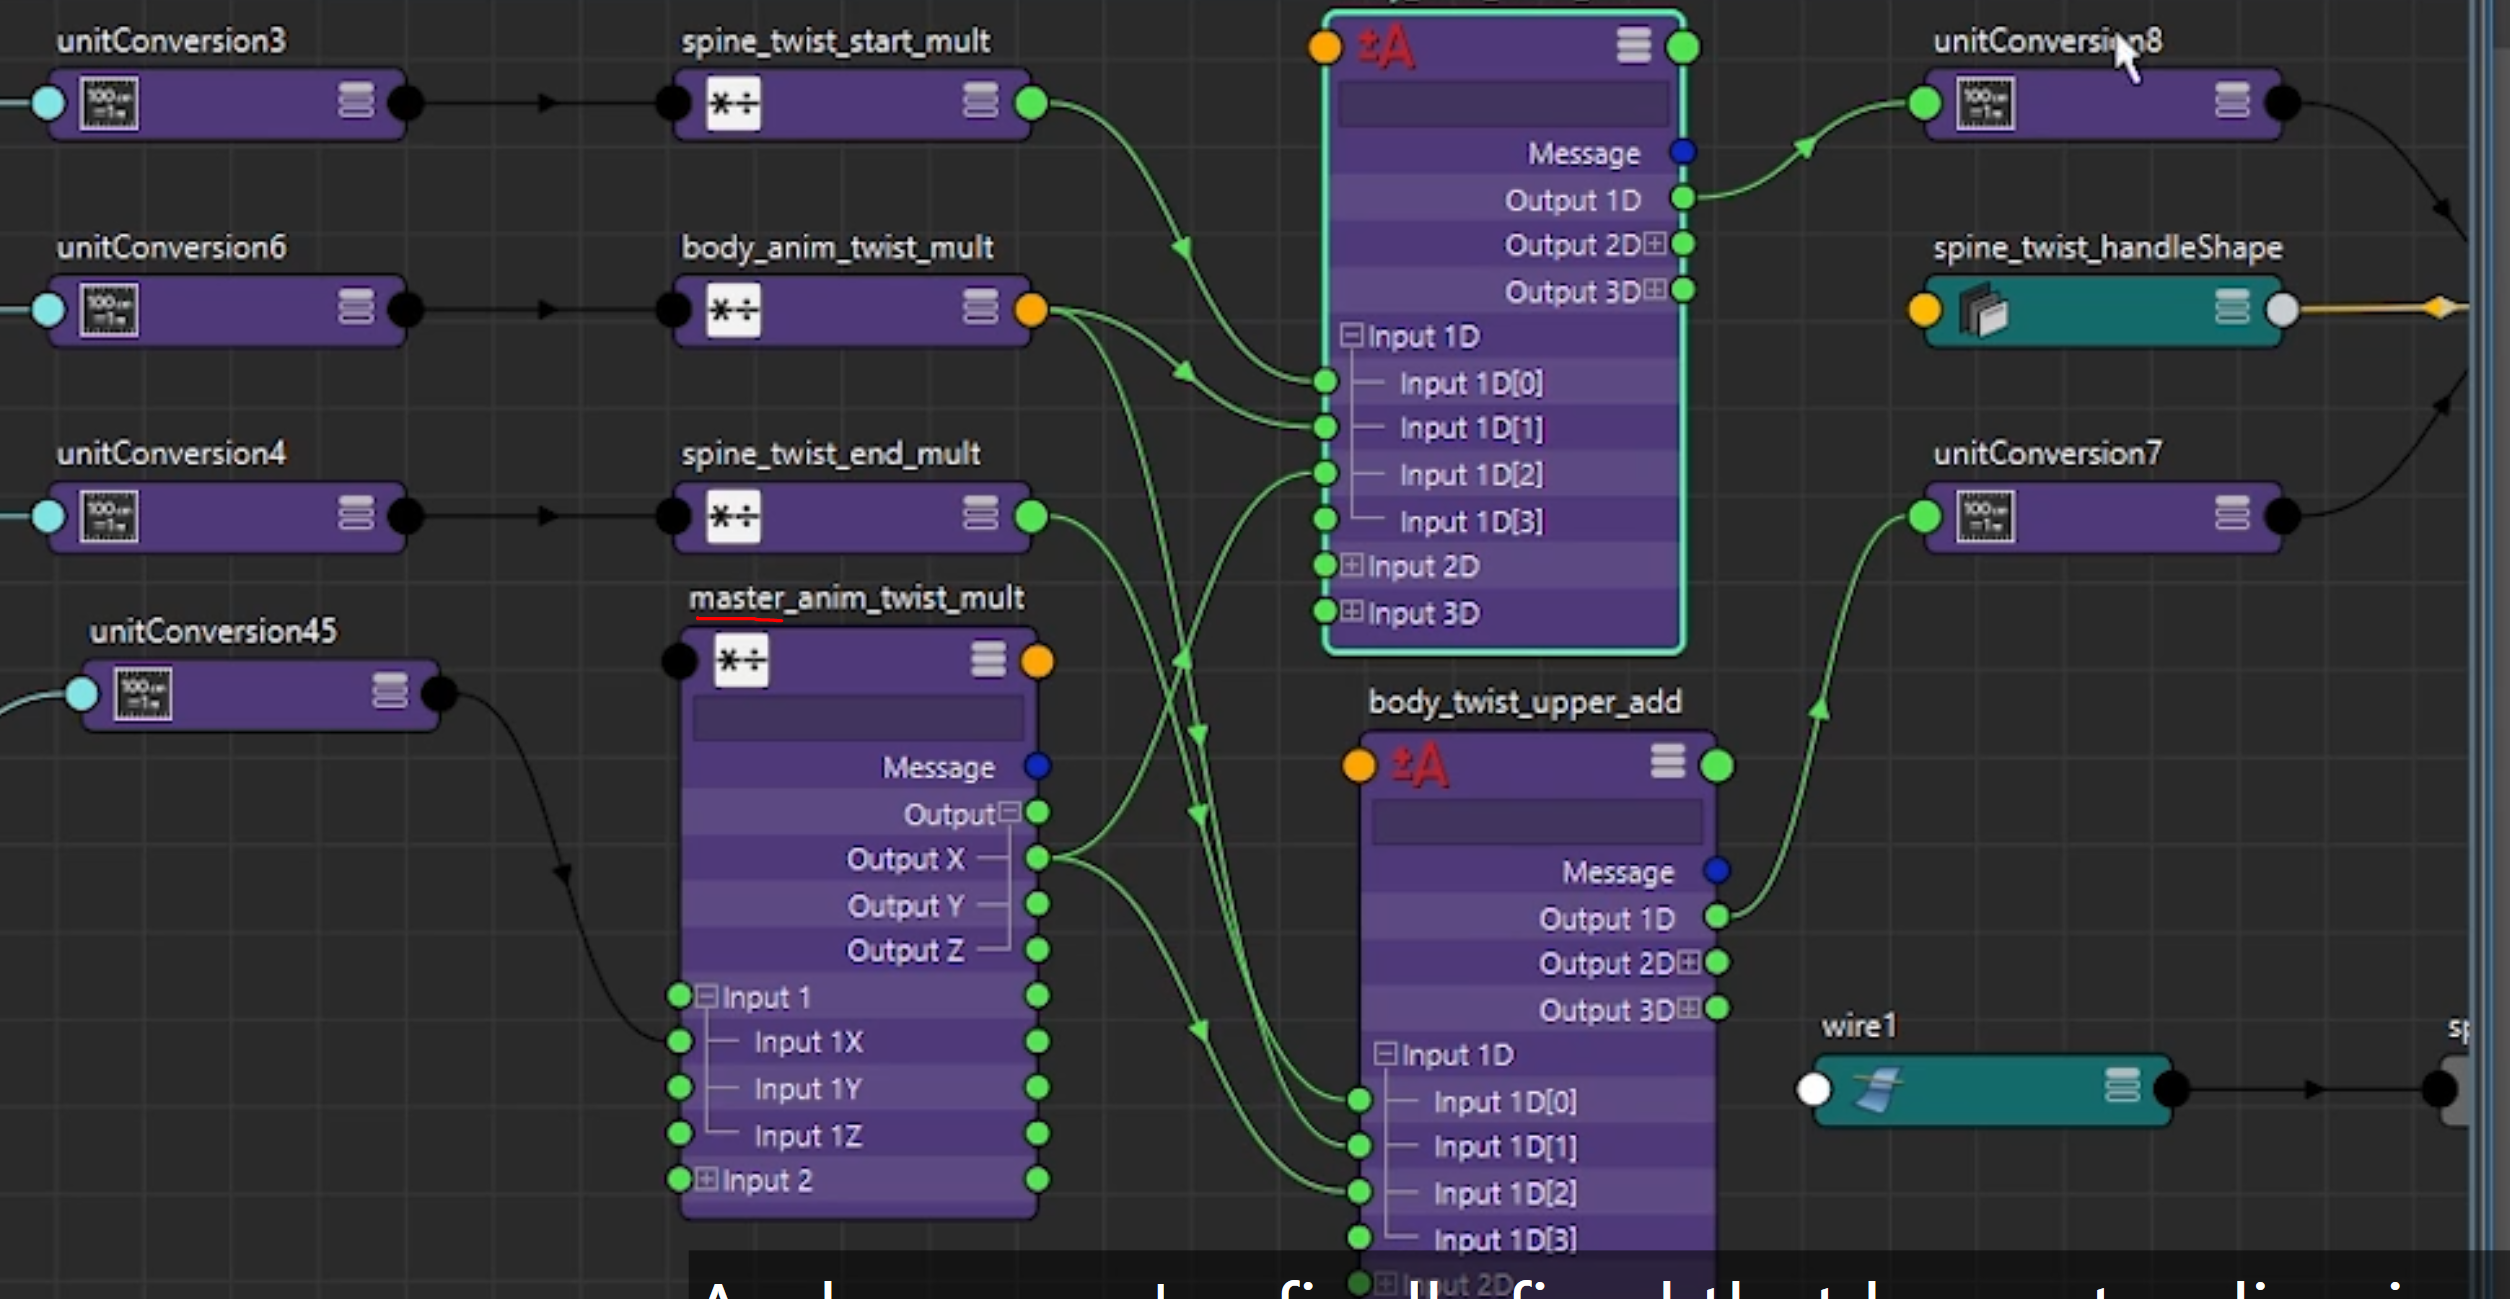 unitConversion3
spine_twist_start_mult
unitConversion8
Message
Output 1D
Output 2D
Output 3D
Input 1D
Input 1D[0]
Input 1D[1]
Input 1D[2]
Input 1D[3]
Input 2D
Input 3D
unitConversion6
body_anim_twist_mult
spine_twist_handleShape
unitConversion4
spine_twist_end_mult
unitConversion7
unitConversion45
master_anim_twist_mult
Message
Output
Output X
Output Y
Output Z
Input 1
Input 1X
Input 1Y
Input 1Z
Input 2
body_twist_upper_add
Message
Output 1D
Output 2D
Output 3D
Input 1D
Input 1D[0]
Input 1D[1]
Input 1D[2]
Input 1D[3]
Input 2D
wire1
sp